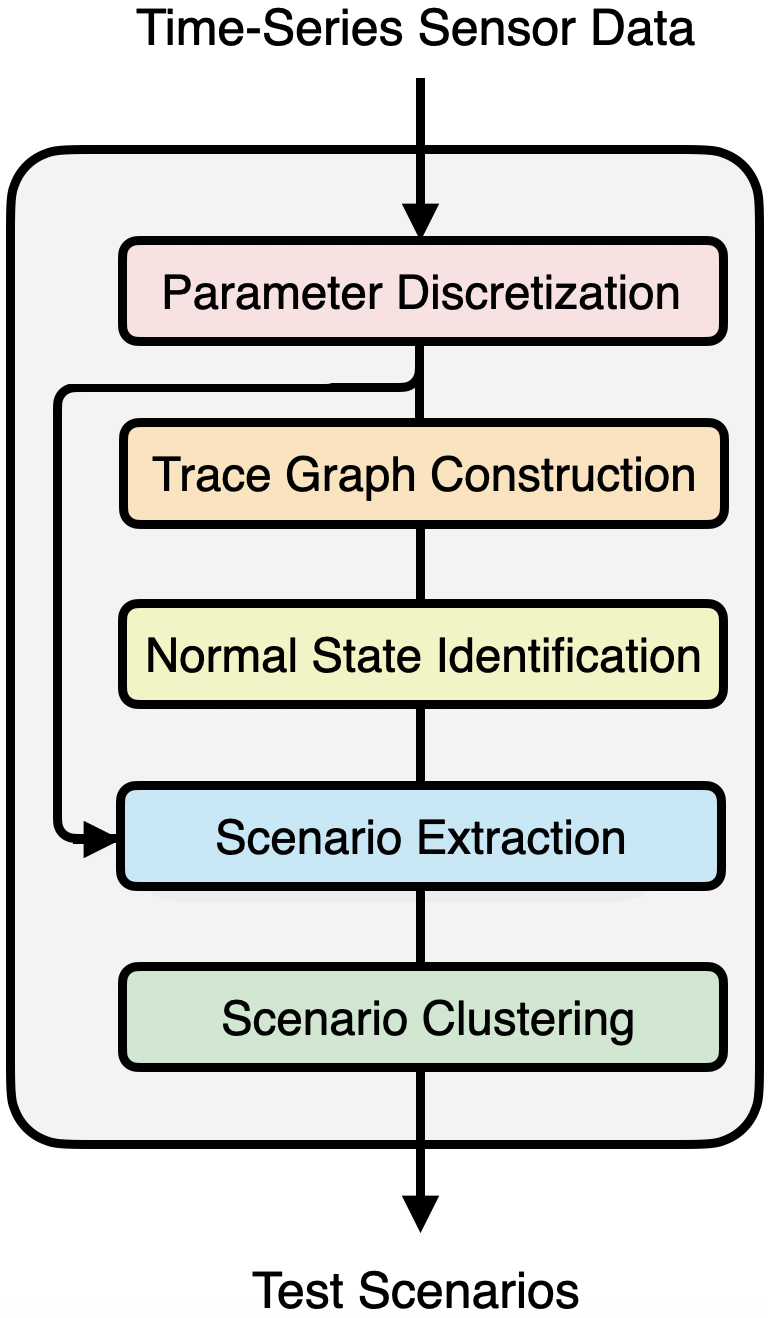 Time-Series Sensor Data
Parameter Discretization
Trace Graph Construction
Normal State Identification
Scenario Extraction
Scenario Clustering
Test Scenarios